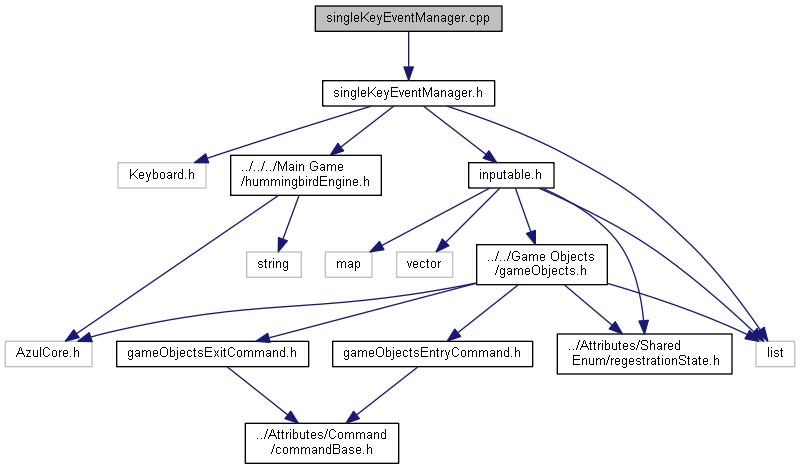 singleKeyEventManager.cpp
singleKeyEventManager.h
Keyboard.h
../../../Main Game
/hummingbirdEngine.h
inputable.h
string
map
vector
../../Game Objects
/gameObjects.h
AzulCore.h
gameObjectsExitCommand.h
gameObjectsEntryCommand.h
../Attributes/Shared
Enum/regestrationState.h
list
../Attributes/Command
/commandBase.h